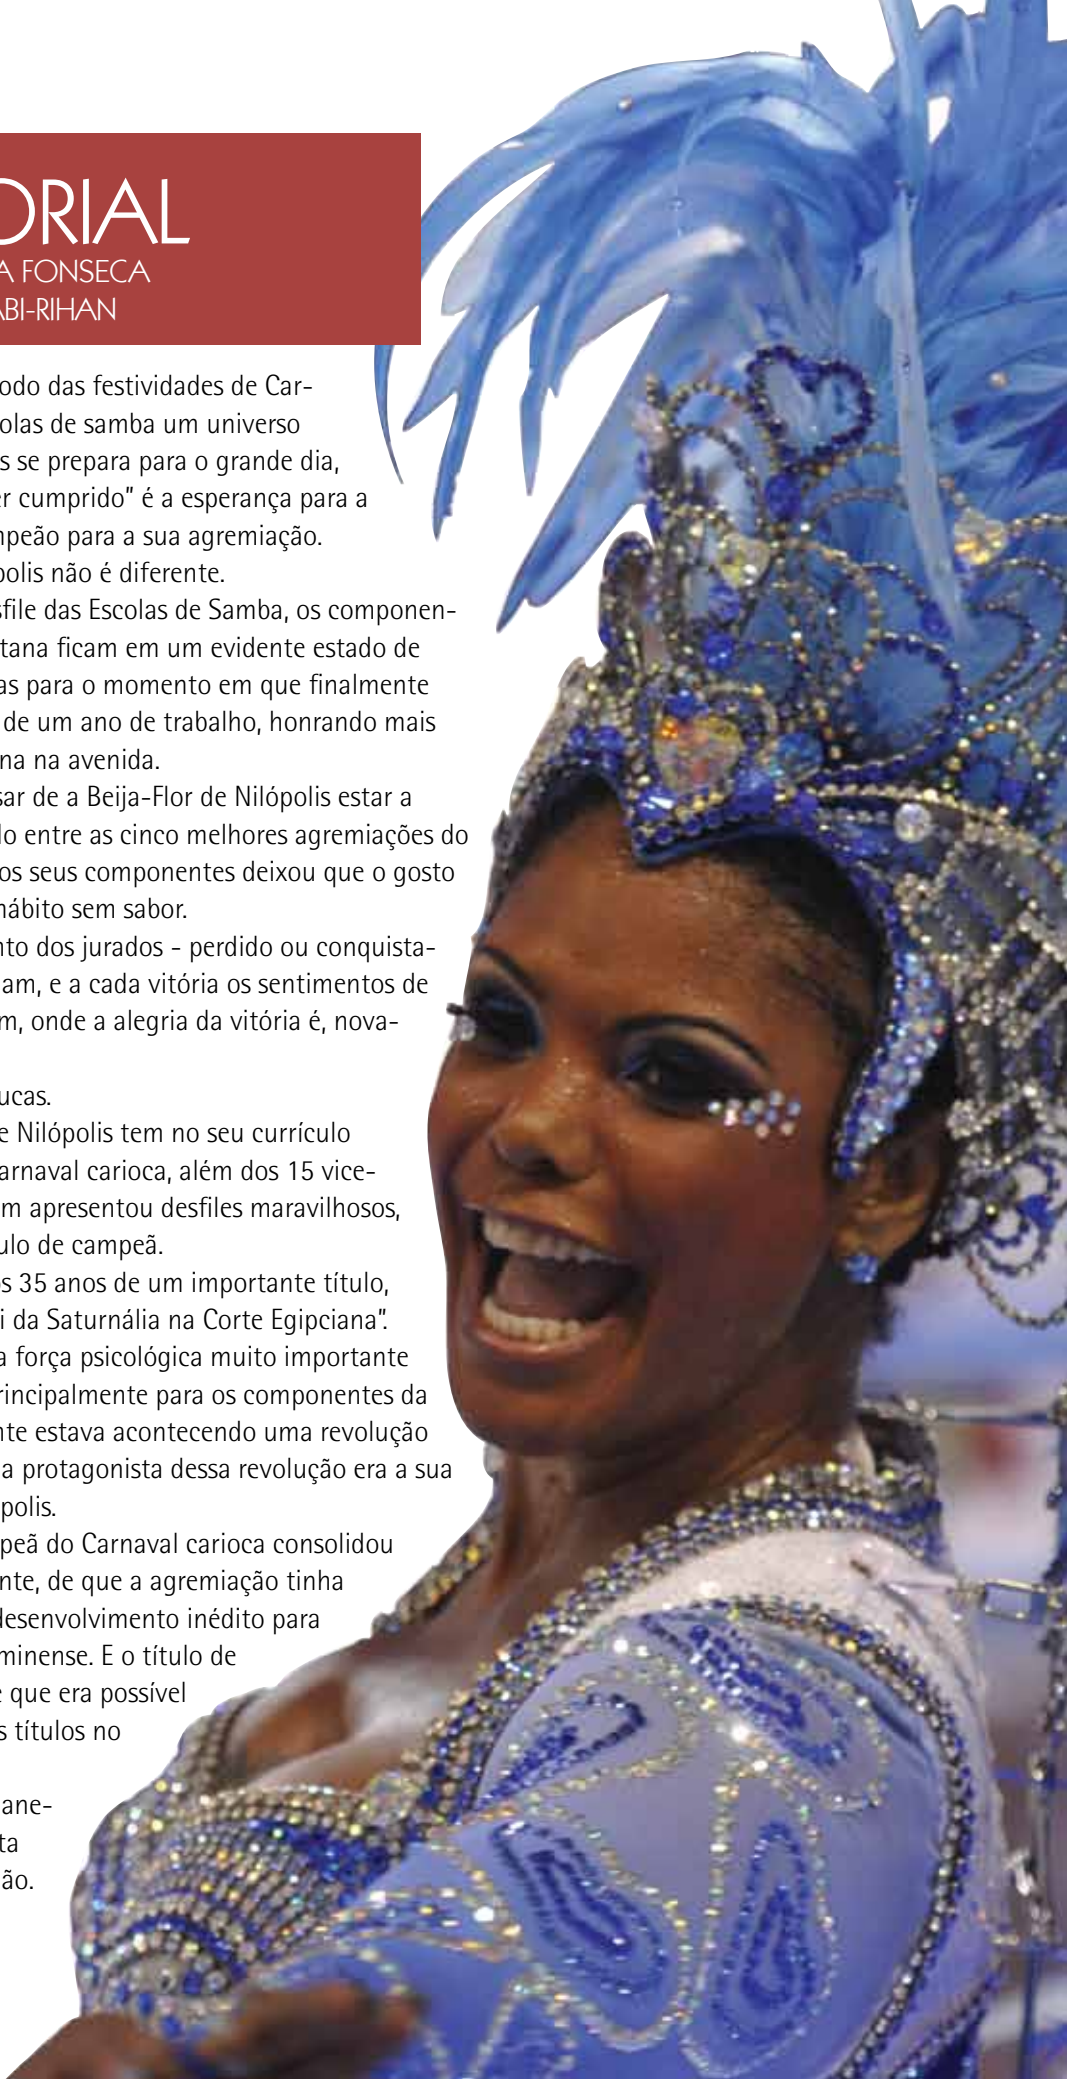 ORIAL
A FONSECA
ABI-RIHAN
odo das festividades de Car-
olas de samba um universo
s se prepara para o grande dia,
er cumprido" é a esperança para a
mpeão para a sua agremiação.
polis não é diferente.
sfile das Escolas de Samba, os componen-
tana ficam em um evidente estado de
as para o momento em que finalmente
de um ano de trabalho, honrando mais
na na avenida.
sar de a Beija-Flor de Nilópolis estar a
do entre as cinco melhores agremiações do
os seus componentes deixou que o gosto
hábito sem sabor.
nto dos jurados - perdido ou conquista-
am, e a cada vitória os sentimentos de
m, onde a alegria da vitória é, nova-
ucas.
e Nilópolis tem no seu currículo
arnaval carioca, além dos 15 vice-
m apresentou desfiles maravilhosos,
ulo de campeã.
os 35 anos de um importante título,
i da Saturnália na Corte Egipciana".
a força psicológica muito importante
rincipalmente para os componentes da
nte estava acontecendo uma revolução
a protagonista dessa revolução era a sua
polis.
peã do Carnaval carioca consolidou
nte, de que a agremiação tinha
desenvolvimento inédito para
minense. E o título de
e que era possível
s títulos no
ane-
ta
ão.